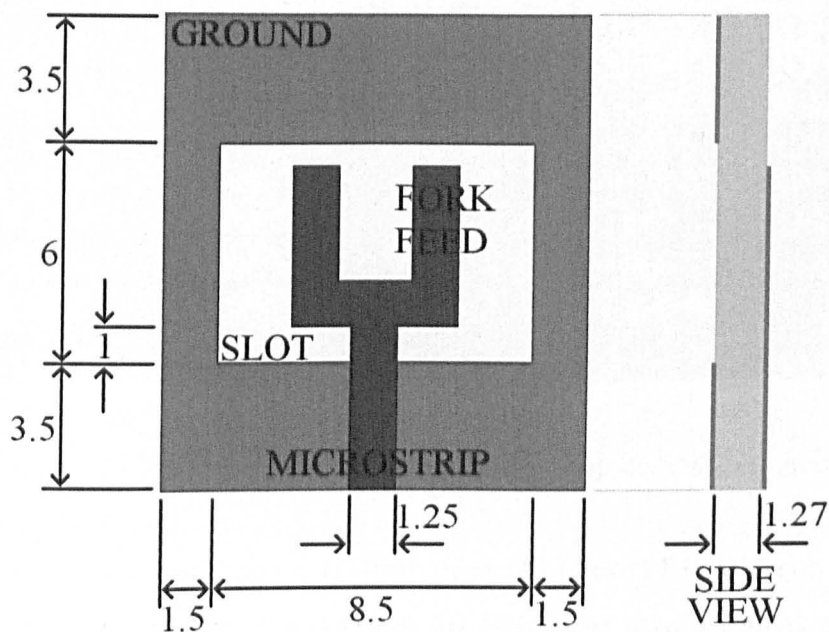 GROUND
3.5
FORK
FEED
6
1
SLOT
3.5
MICROSTRIP
1.25
1.27
1.5
8.5
1.5
SIDE
VIEW